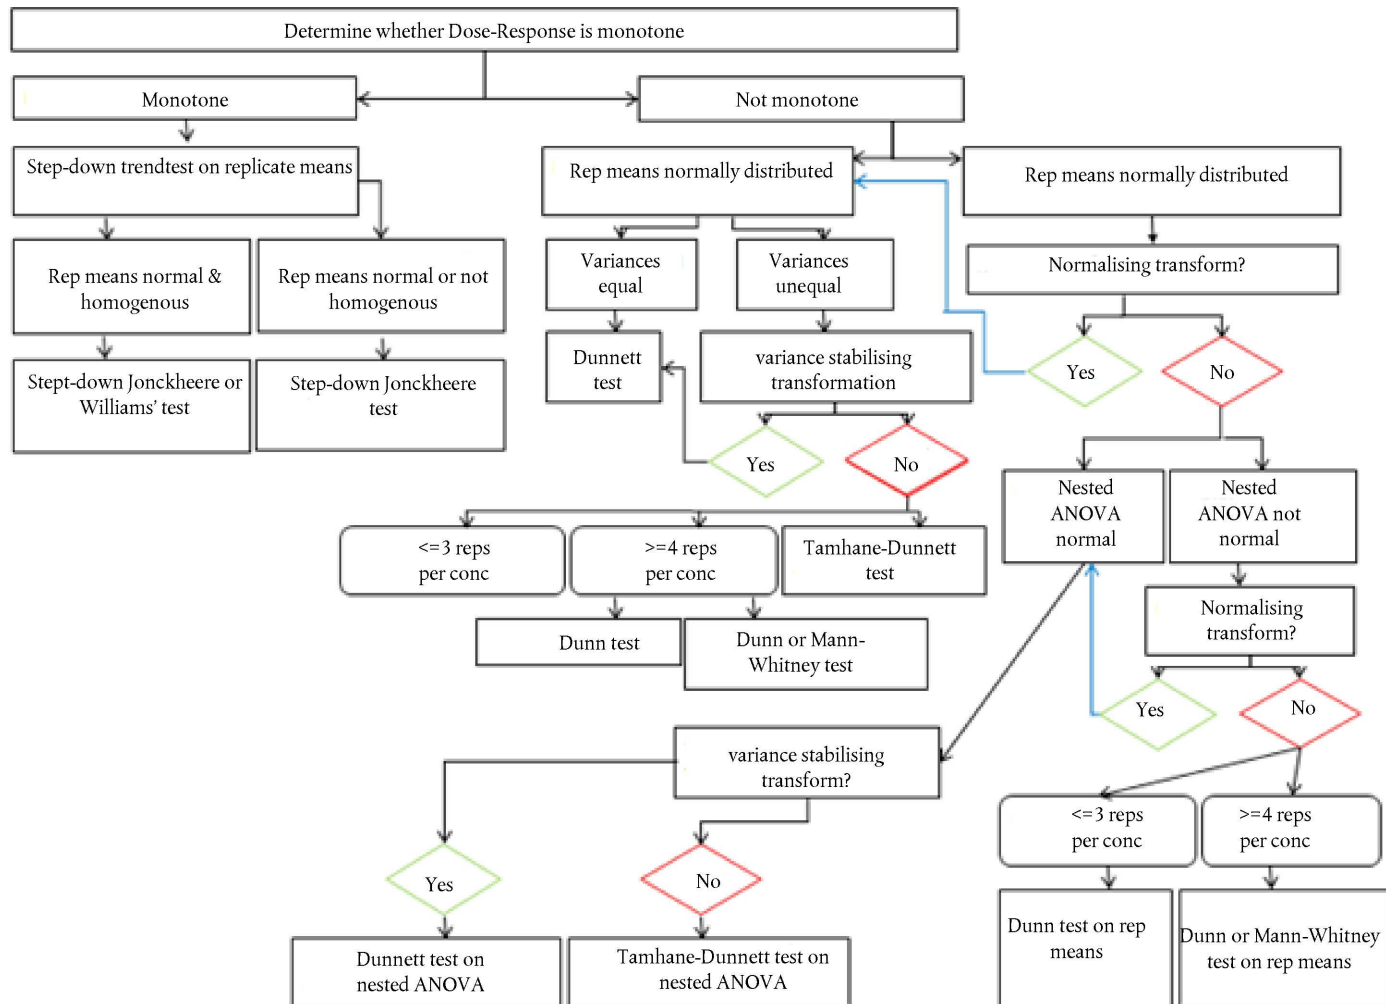 Determine whether Dose-Response is monotone
Monotone
Not monotone
Step-down trendtest on replicate means
Rep means normally distributed
Rep means normally distributed
Rep means normal &
homogenous
Rep means normal or not
homogenous
Variances
equal
Variances
unequal
Normalising transform?
Stept-down Jonckheere or
Williams’ test
Step-down Jonckheere
test
Dunnett
test
variance stabilising
transformation
Yes
No
Yes
No
Nested
ANOVA
normal
Nested
ANOVA not
normal
<=3 reps
per conc
>=4 reps
per conc
Tamhane-Dunnett
test
Normalising
transform?
Dunn test
Dunn or Mann-
Whitney test
Yes
No
variance stabilising
transform?
<=3 reps
per conc
>=4 reps
per conc
Yes
No
Dunn test on rep
means
Dunn or Mann-Whitney
test on rep means
Dunnett test on
nested ANOVA
Tamhane-Dunnett test on
nested ANOVA